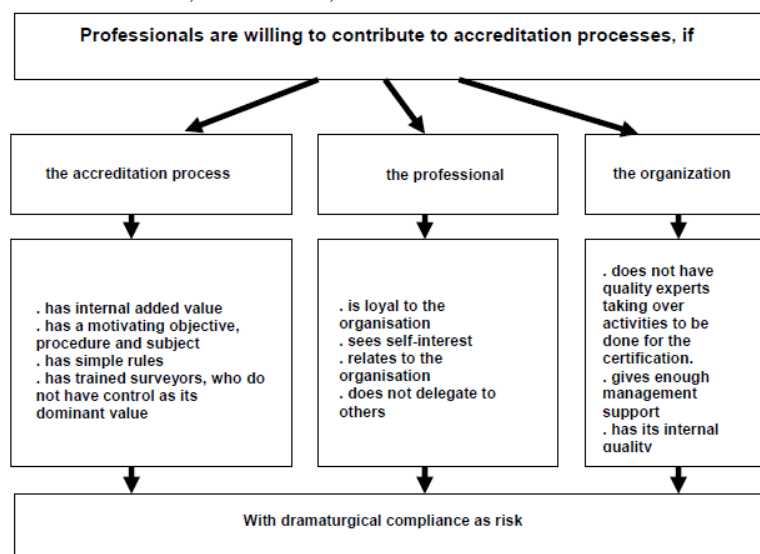 Professionals are willing to contribute to accreditation processes, if
the accreditation process
the professional
the organization
. has internal added value
. has a motivating objective,
procedure and subject
. has simple rules
. has trained surveyors, who do
not have control as its
dominant value
. is loyal to the
organisation
. sees self-interest
. relates to the
organisation
. does not delegate to
others
. does not have
quality experts
taking over
activities to be
done for the
certification.
. gives enough
management
support
. has its internal
quality
With dramaturgical compliance as risk